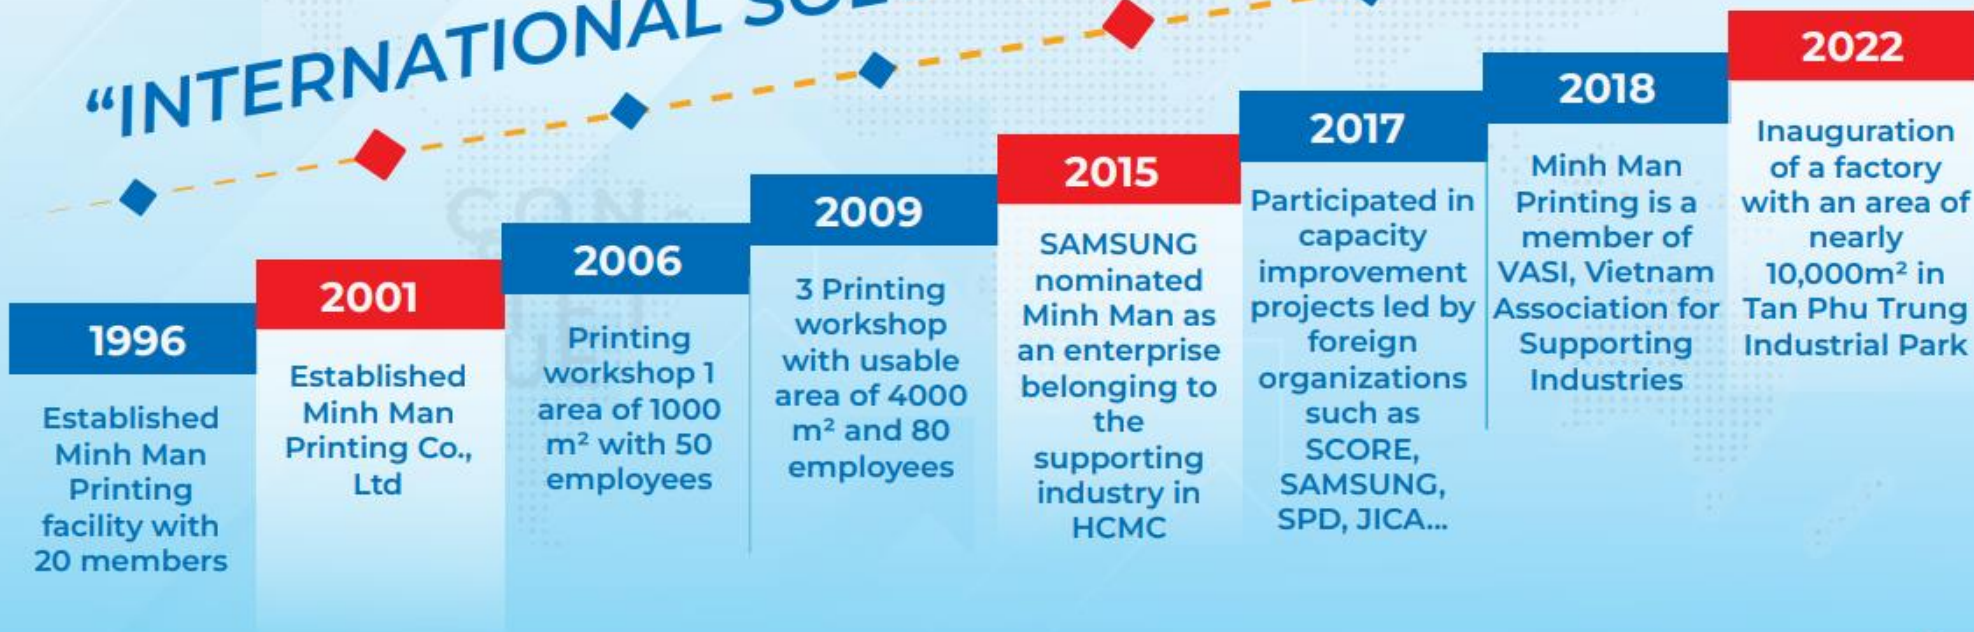 “INTERNATIONAL
1996
Established
Minh Man
Printing
facility with
20 members
2001
Established
Minh Man
Printing Co.,
Ltd
2006
Printing
workshop 1
area of 1000
m² with 50
employees
2009
3 Printing
workshop
with usable
area of 4000
m² and 80
employees
2015
SAMSUNG
nominated
Minh Man as
an enterprise
belonging to
the
supporting
industry in
HCMC
2017
Participated in
capacity
improvement
projects led by
foreign
organizations
such as
SCORE,
SAMSUNG,
SPD, JICA...
2018
Minh Man
Printing is a
member of
VASI, Vietnam
Association for
Supporting
Industries
2022
Inauguration
of a factory
with an area of
nearly
10,000m² in
Tan Phu Trung
Industrial Park